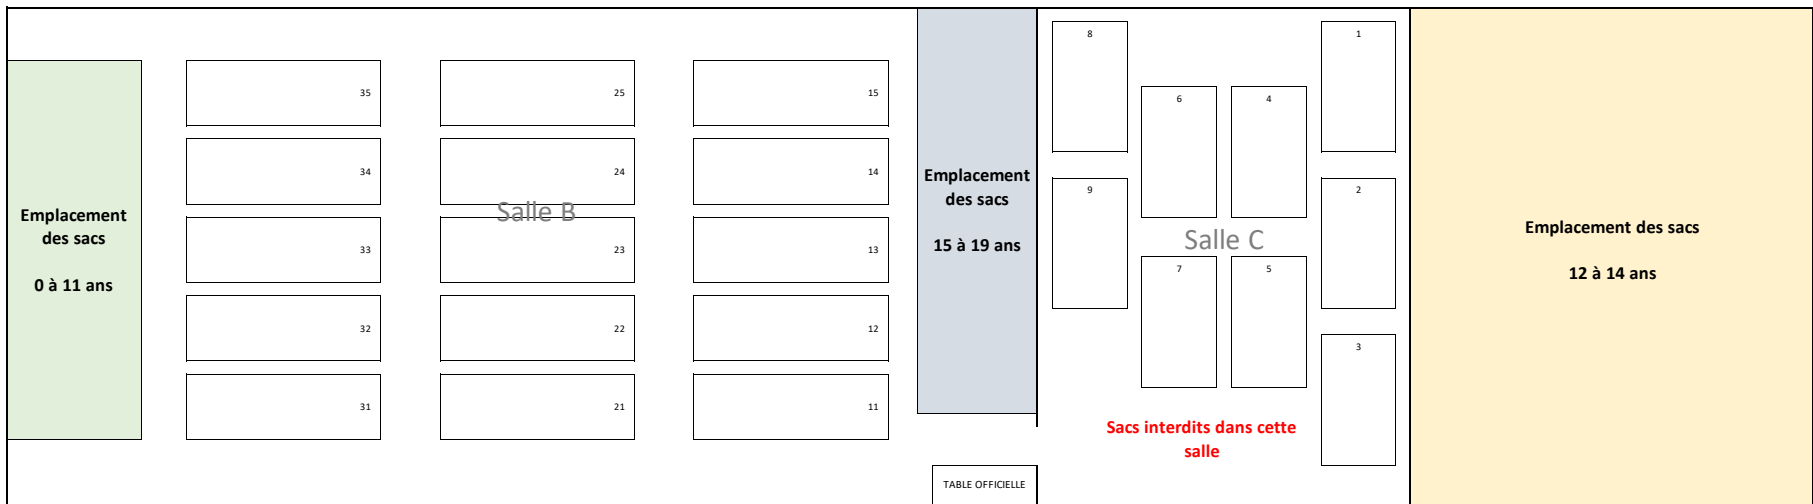 Emplacement
des sacs
0 à 11 ans
35
34
33
32
31
25
24
Salle B
23
22
21
15
14
13
12
11
Emplacement
des sacs
15 à 19 ans
TABLE OFFICIELLE
8
9
6
4
Salle C
7
5
1
2
3
Sacs interdits dans cette
salle
Emplacement des sacs
12 à 14 ans